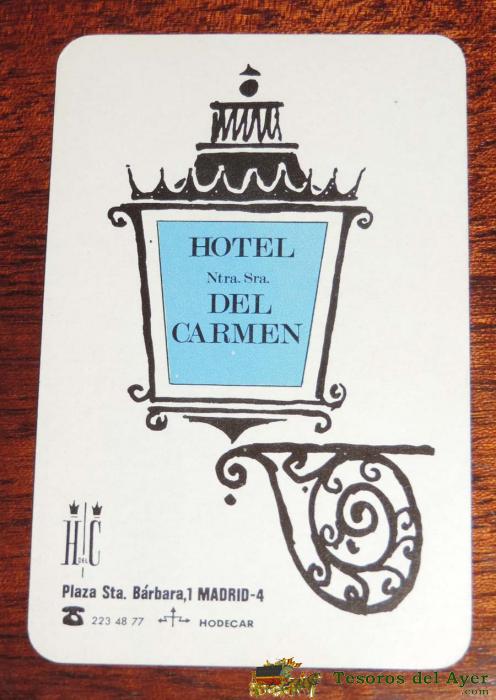 HOTEL
Ntra. Sra.
DEL
CARMEN
H DEL C
Plaza Sta. Bárbara,1 MADRID-4
223 48 77 HODECAR
Tesoros del Ayer
.com